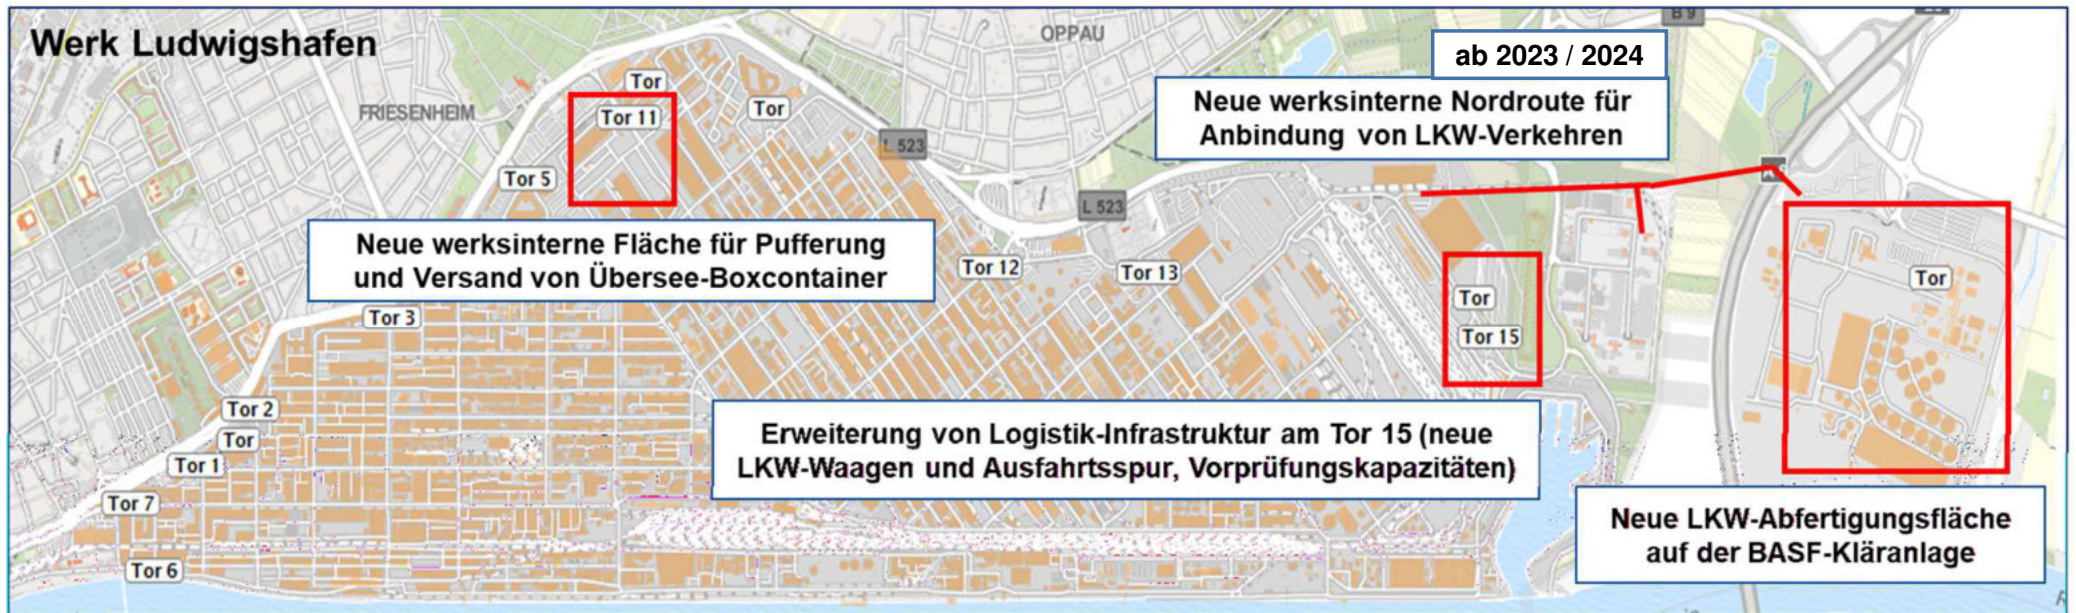 Werk Ludwigshafen
OPPAU
B 9
ab 2023 / 2024
Neue werksinterne Nordroute für
Anbindung von LKW-Verkehren
FRIESENHEIM
Tor
Tor 11
Tor
L 523
Tor 5
L 523
Neue werksinterne Fläche für Pufferung
und Versand von Übersee-Boxcontainer
Tor 12
Tor 13
Tor
Tor 15
Tor
Tor 3
Tor 2
Tor
Tor 1
Erweiterung von Logistik-Infrastruktur am Tor 15 (neue
LKW-Waagen und Ausfahrtsspur, Vorprüfungskapazitäten)
Tor 7
Tor 6
Neue LKW-Abfertigungsfläche
auf der BASF-Kläranlage